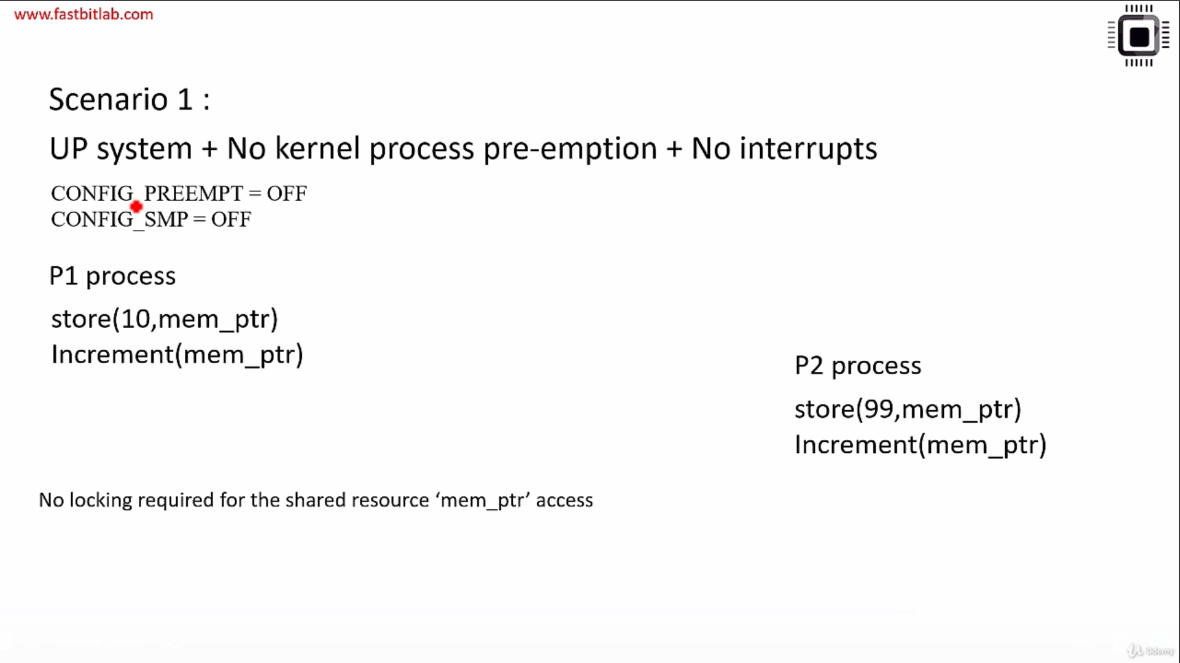 www.fastbitlab.com
Scenario 1 :
UP system + No kernel process pre-emption + No interrupts
CONFIG_PREEMPT = OFF
CONFIG_SMP = OFF
P1 process
store(10,mem_ptr)
Increment(mem_ptr)
P2 process
store(99,mem_ptr)
Increment(mem_ptr)
No locking required for the shared resource ‘mem_ptr’ access
Udemy